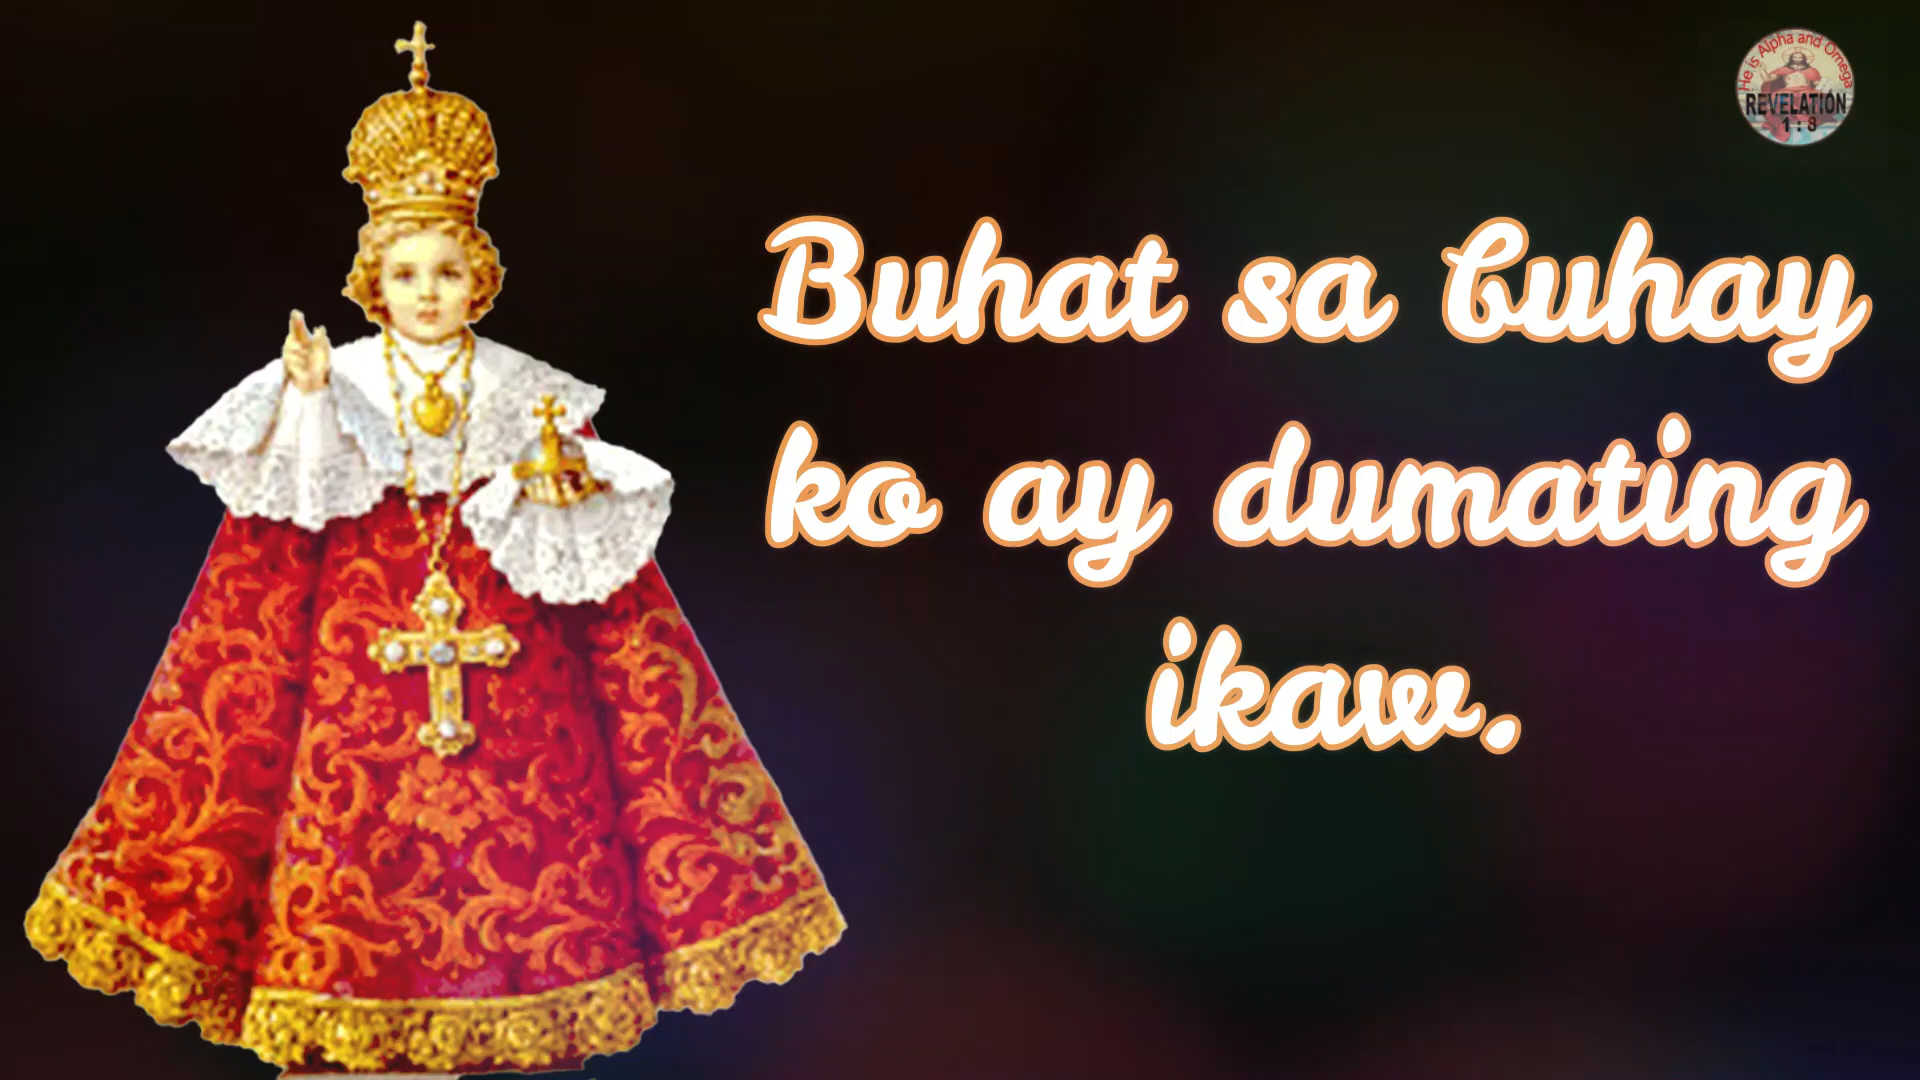 He is Alpha and Omega
REVELATION
1 : 8
Buhat sa buhay
ko ay dumating
ikaw.